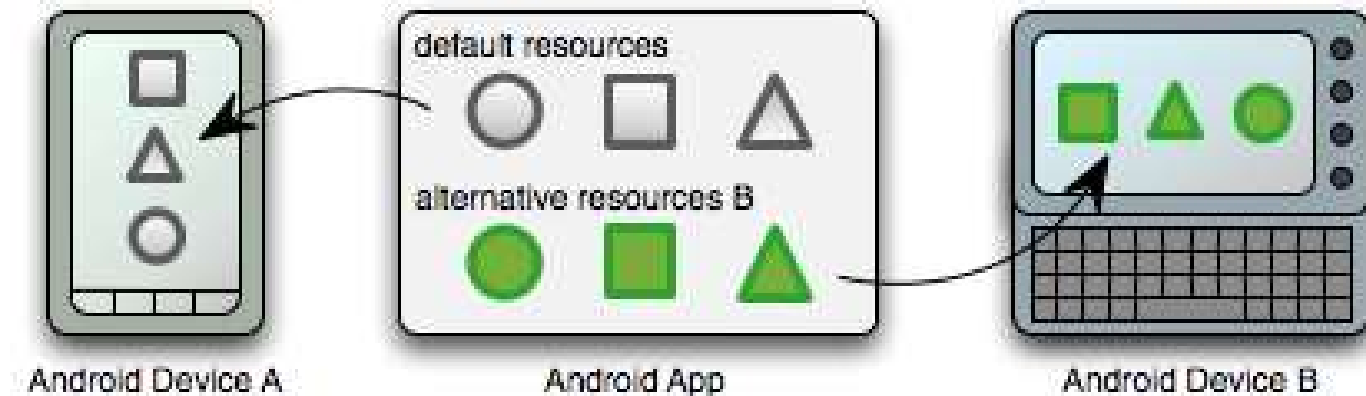 default resources
alternative resources B
Android Device A
Android App
Android Device B